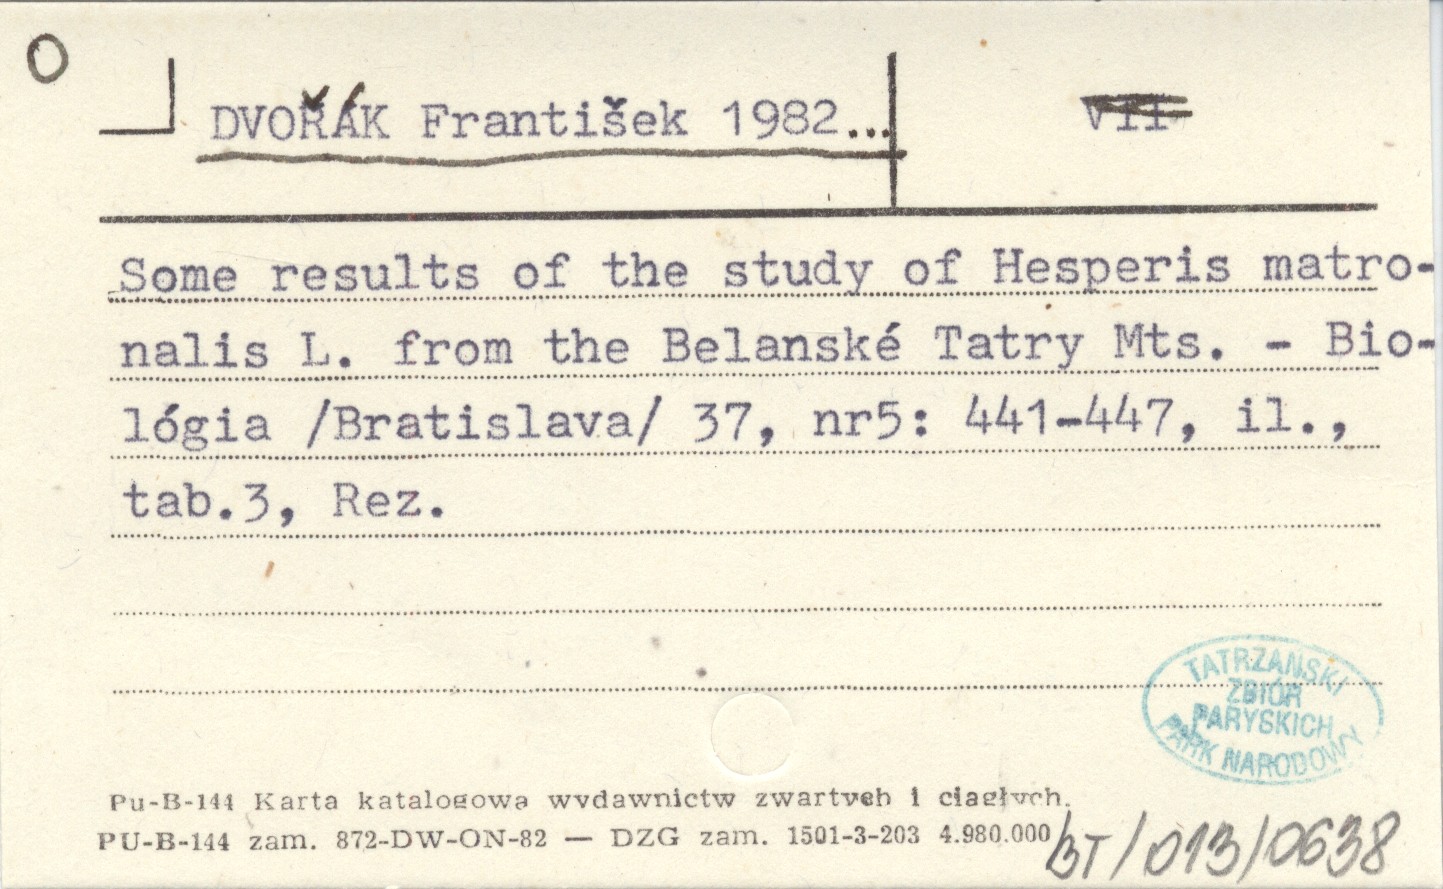 O
DVOŘÁK František 1982...
VII
Some results of the study of Hesperis matro-
nalis L. from the Belanské Tatry Mts. - Bio-
lógia /Bratislava/ 37, nr5: 441-447, il.,
tab.3, Rez.
TATRZAŃSKI
ZBIÓR
PARYSKICH
PARK NARODOWY
Pu-B-144 Karta katalogowa wydawnictw zwartych i ciągłych.
PU-B-144 zam. 872-DW-ON-82 — DZG zam. 1501-3-203 4.980.000
BT/013/0638